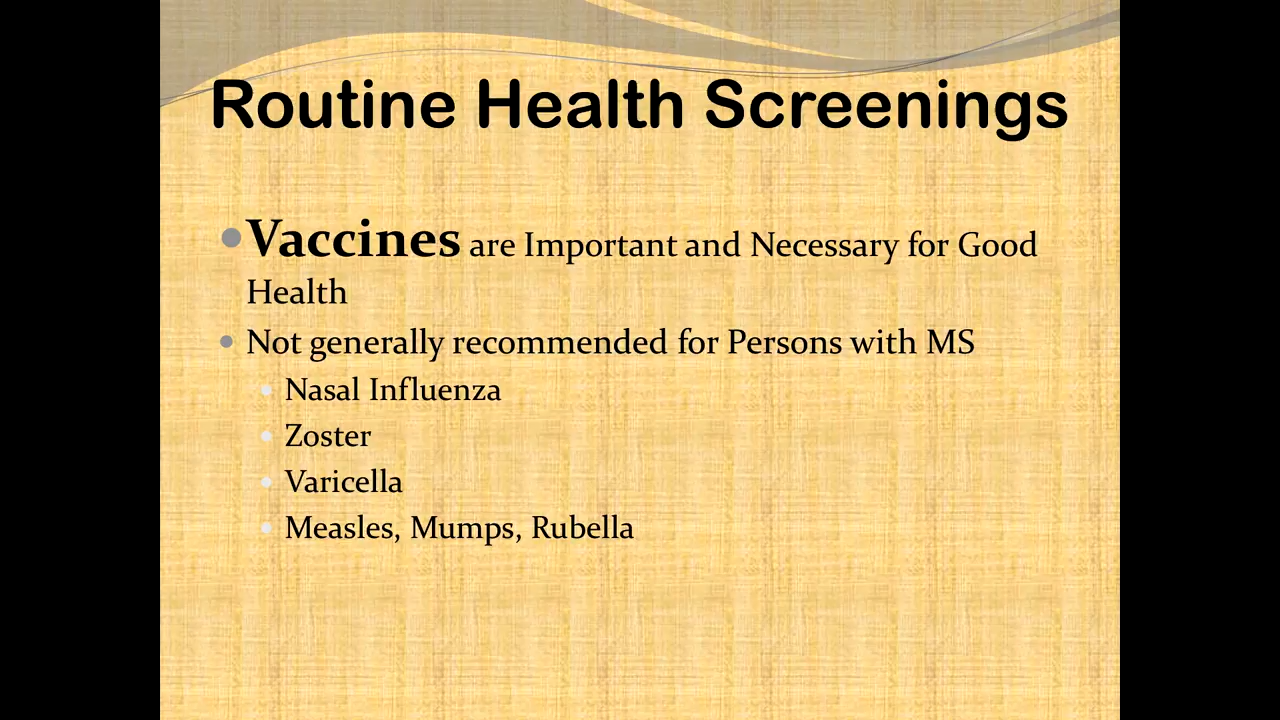 Routine Health Screenings
•Vaccines are Important and Necessary for Good
Health
• Not generally recommended for Persons with MS
• Nasal Influenza
• Zoster
• Varicella
• Measles, Mumps, Rubella